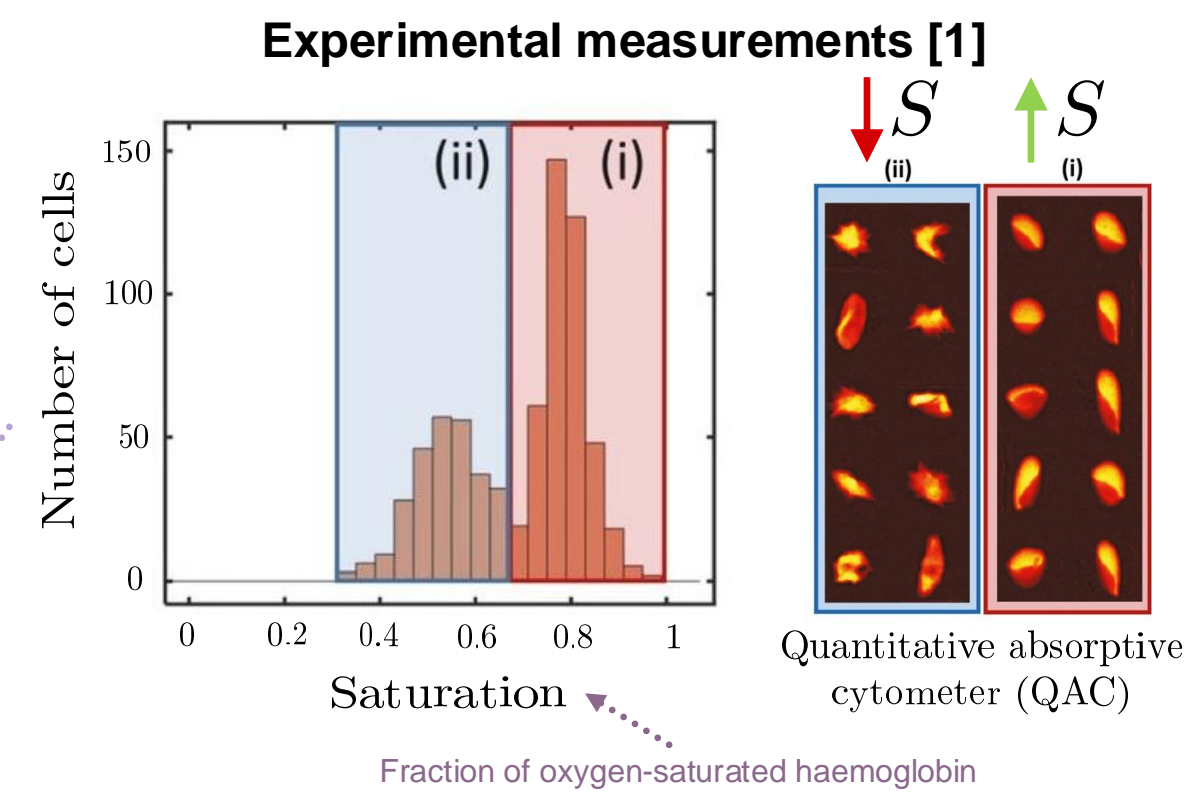 Experimental measurements [1]
S
S
(ii)
(i)
(ii)
(i)
Number of cells
150
100
50
0
0
0.2
0.4
0.6
0.8
1
Saturation
Quantitative absorptive
cytometer (QAC)
Fraction of oxygen-saturated haemoglobin